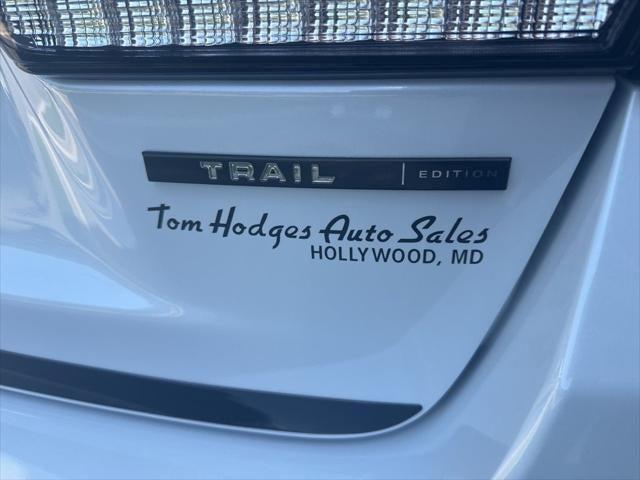 TRAIL | EDITION
Tom Hodges Auto Sales
HOLLYWOOD, MD